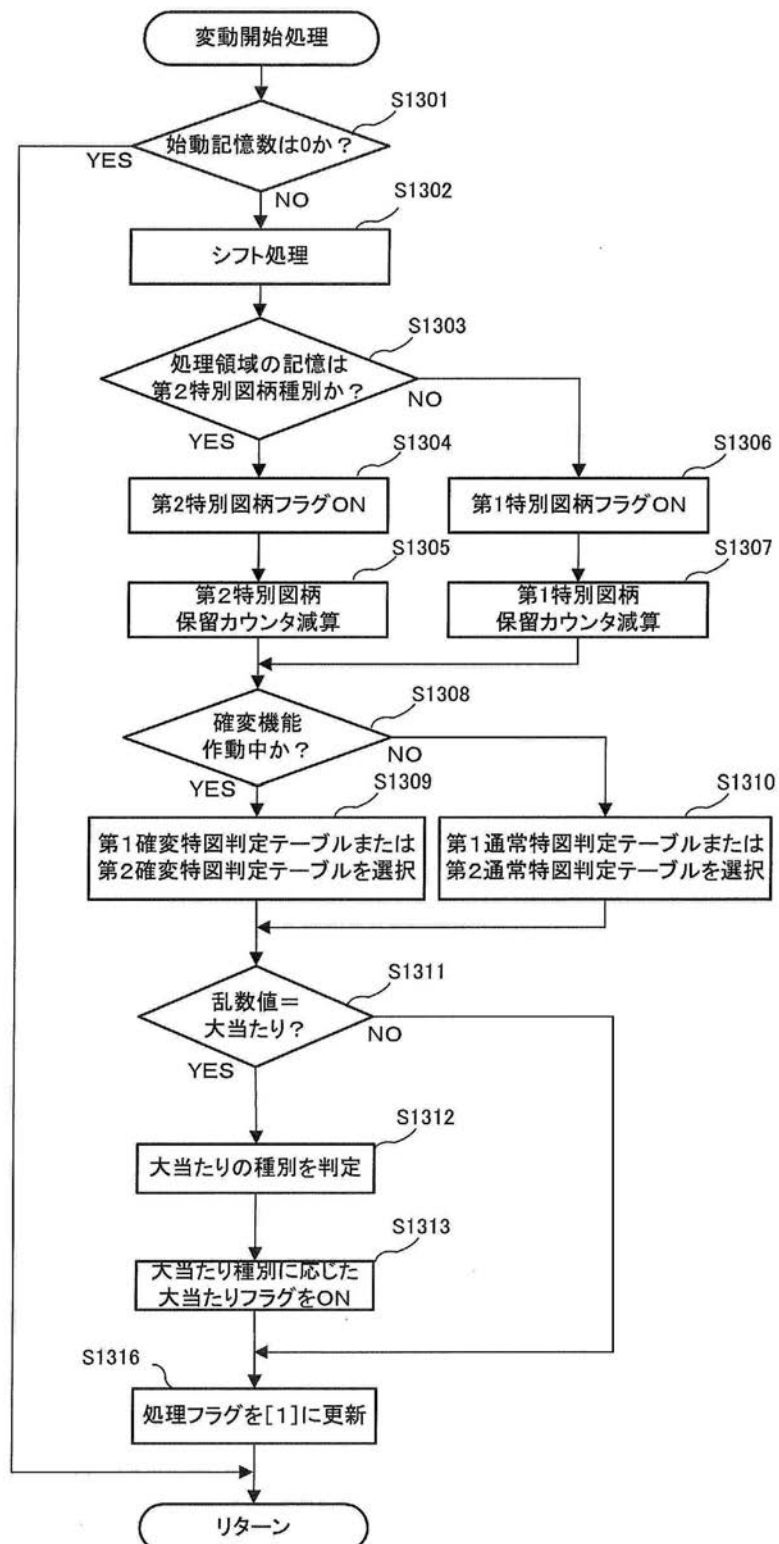 変動開始処理
S1301
始動記憶数は0か？
YES
NO
S1302
シフト処理
S1303
処理領域の記憶は
第2特別図柄種別か？
NO
YES
S1304
S1306
第2特別図柄フラグON
第1特別図柄フラグON
S1305
S1307
第2特別図柄
保留カウンタ減算
第1特別図柄
保留カウンタ減算
S1308
確変機能
作動中か？
NO
YES
S1309
S1310
第1確変特図判定テーブルまたは
第2確変特図判定テーブルを選択
第1通常特図判定テーブルまたは
第2通常特図判定テーブルを選択
S1311
乱数値＝
大当たり？
NO
YES
S1312
大当たりの種別を判定
S1313
大当たり種別に応じた
大当たりフラグをON
S1316
処理フラグを[1]に更新
リターン